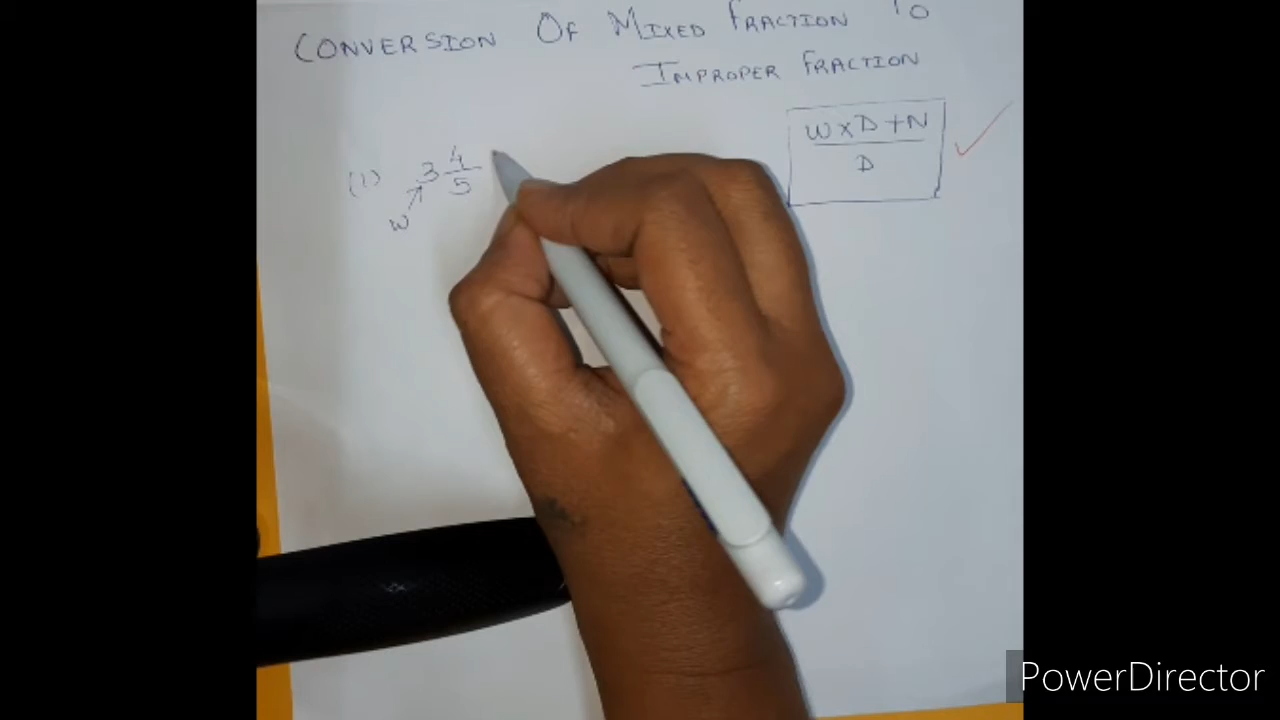 CONVERSION OF MIXED FRACTION TO
IMPROPER FRACTION
W×D+N
D
(1) 3 4/5
W
PowerDirector